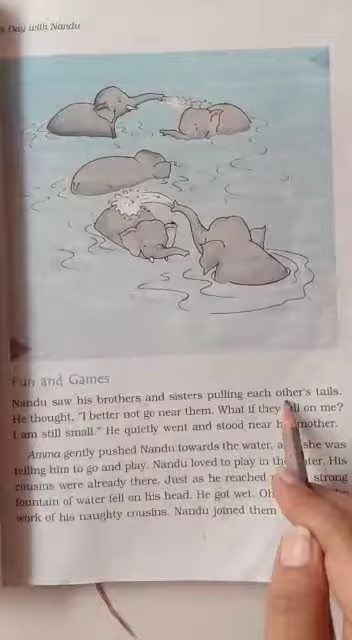 Day with Nandu
Fun and Games
Nandu saw his brothers and sisters pulling each other's tails.
He thought, "I better not go near them. What if they fall on me?
I am still small." He quietly went and stood near his mother.
Amma gently pushed Nandu towards the water, as she was
telling him to go and play. Nandu loved to play in the water. His
cousins were already there. Just as he reached strong
fountain of water fell on his head. He got wet. Oh
work of his naughty cousins. Nandu joined them